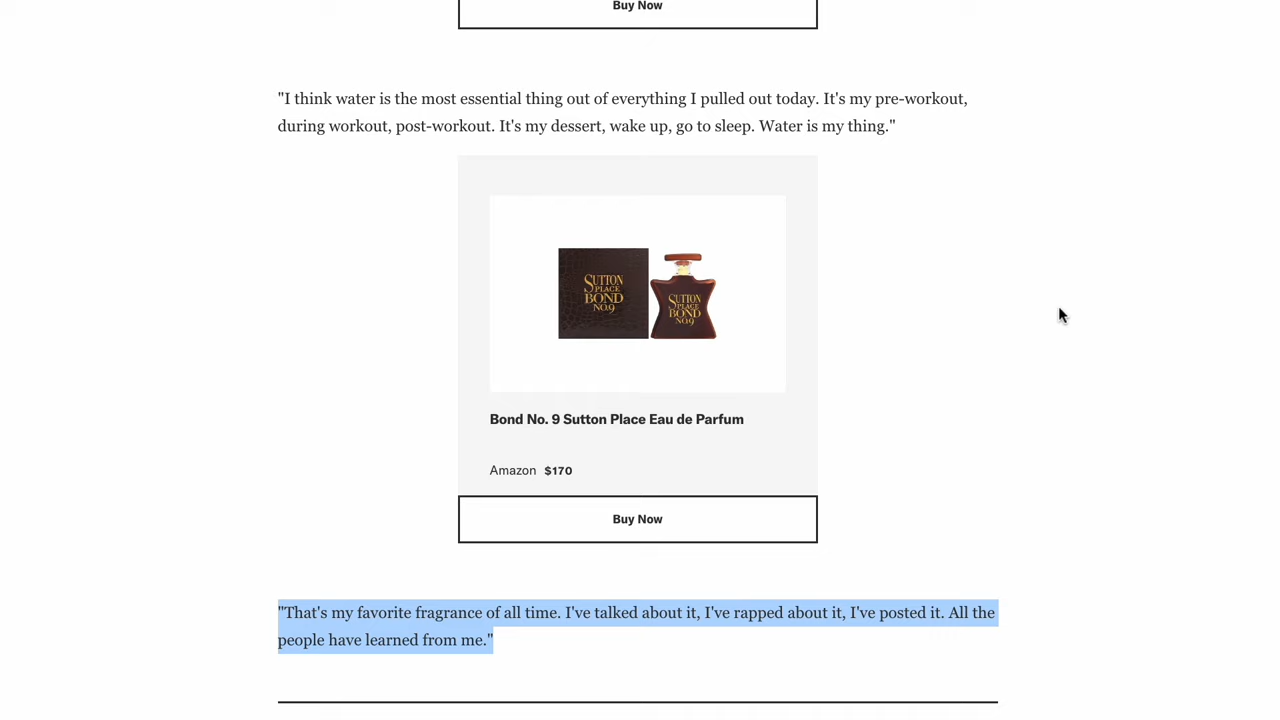 Buy Now
"I think water is the most essential thing out of everything I pulled out today. It's my pre-workout,
during workout, post-workout. It's my dessert, wake up, go to sleep. Water is my thing."
SUTTON
PLACE
BOND
NO.9
SUTTON
PLACE
BOND
NO.9
Bond No. 9 Sutton Place Eau de Parfum
Amazon $170
Buy Now
"That's my favorite fragrance of all time. I've talked about it, I've rapped about it, I've posted it. All the
people have learned from me."